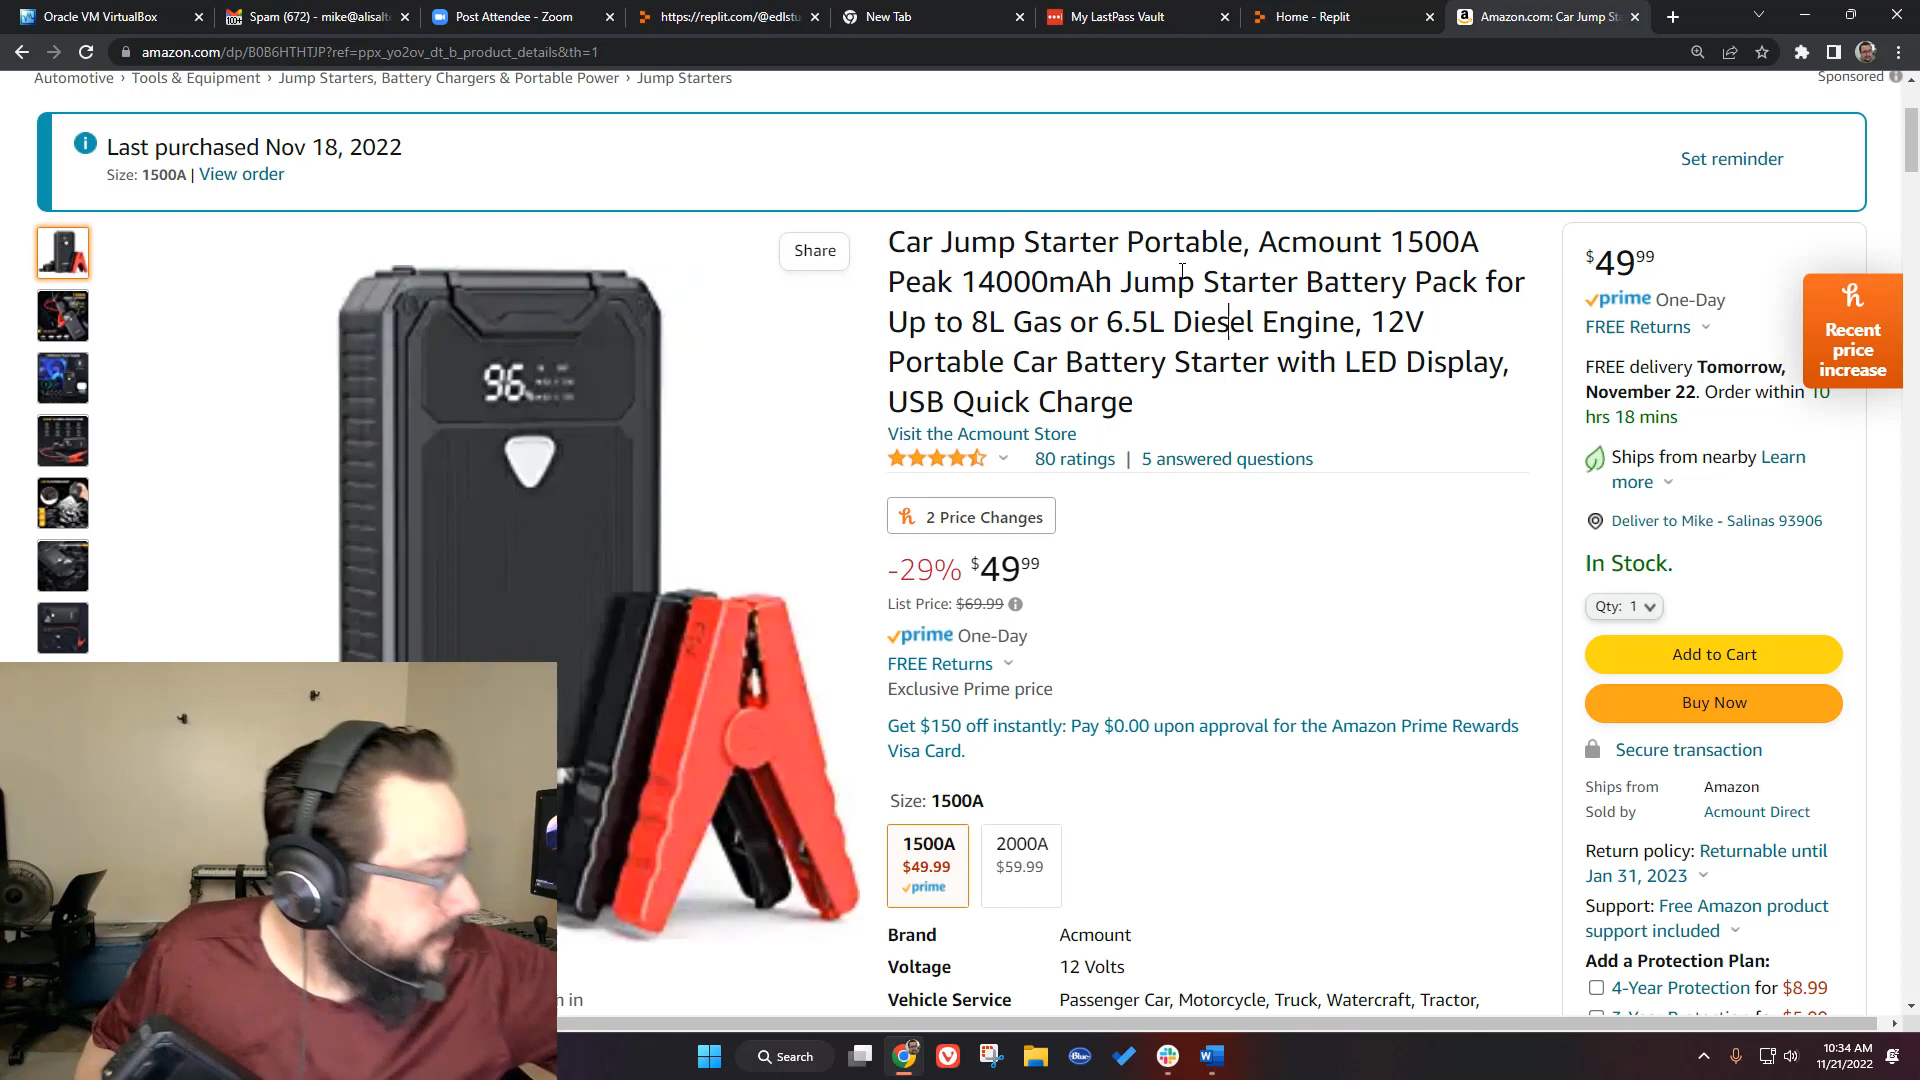 Oracle VM VirtualBox
Spam (672) - mike@alisalt
Post Attendee - Zoom
https://replit.com/@edlstu
New Tab
My LastPass Vault
Home - Replit
Amazon.com: Car Jump Sta
amazon.com/dp/B0B6HTHTJP?ref=ppx_yo2ov_dt_b_product_details&th=1
Automotive › Tools & Equipment › Jump Starters, Battery Chargers & Portable Power › Jump Starters
Sponsored
Last purchased Nov 18, 2022
Size: 1500A | View order
Set reminder
Share
96%
Car Jump Starter Portable, Acmount 1500A
Peak 14000mAh Jump Starter Battery Pack for
Up to 8L Gas or 6.5L Diesel Engine, 12V
Portable Car Battery Starter with LED Display,
USB Quick Charge
Visit the Acmount Store
80 ratings | 5 answered questions
2 Price Changes
-29% $49.99
List Price: $69.99
prime One-Day
FREE Returns
Exclusive Prime price
Get $150 off instantly: Pay $0.00 upon approval for the Amazon Prime Rewards
Visa Card.
Size: 1500A
1500A
$49.99
prime
2000A
$59.99
Brand Acmount
Voltage 12 Volts
Vehicle Service Passenger Car, Motorcycle, Truck, Watercraft, Tractor,
m in
$49.99
prime One-Day
FREE Returns
FREE delivery Tomorrow,
November 22. Order within 10
hrs 18 mins
Recent
price
increase
Ships from nearby Learn
more
Deliver to Mike - Salinas 93906
In Stock.
Qty: 1
Add to Cart
Buy Now
Secure transaction
Ships from Amazon
Sold by Acmount Direct
Return policy: Returnable until
Jan 31, 2023
Support: Free Amazon product
support included
Add a Protection Plan:
4-Year Protection for $8.99
Search
Blue
10:34 AM
11/21/2022